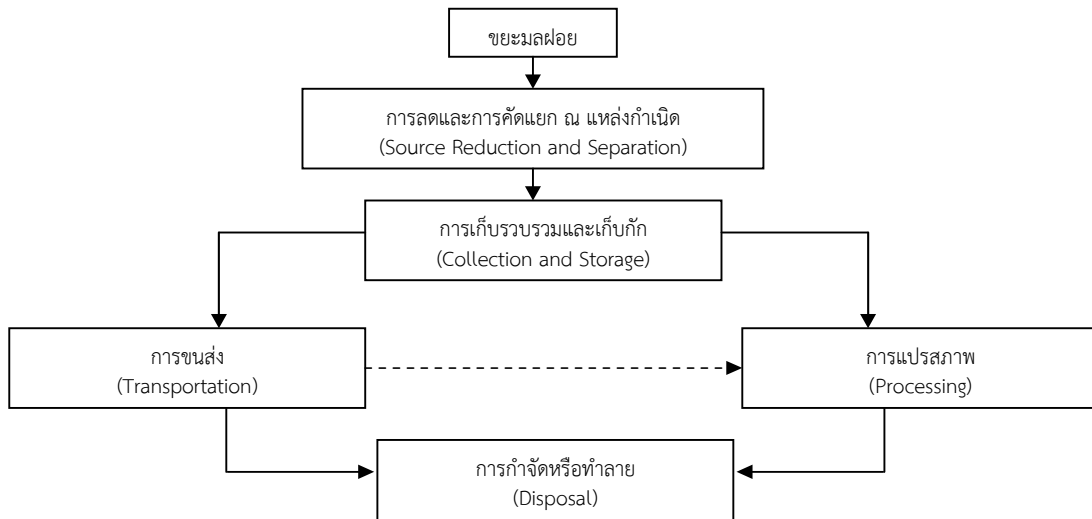 ขยะมลฝอย
การลดและการคัดแยก ณ แหล่งกำเนิด
(Source Reduction and Separation)
การเก็บรวบรวมและเก็บกัก
(Collection and Storage)
การขนส่ง
(Transportation)
การแปรสภาพ
(Processing)
การกำจัดหรือทำลาย
(Disposal)